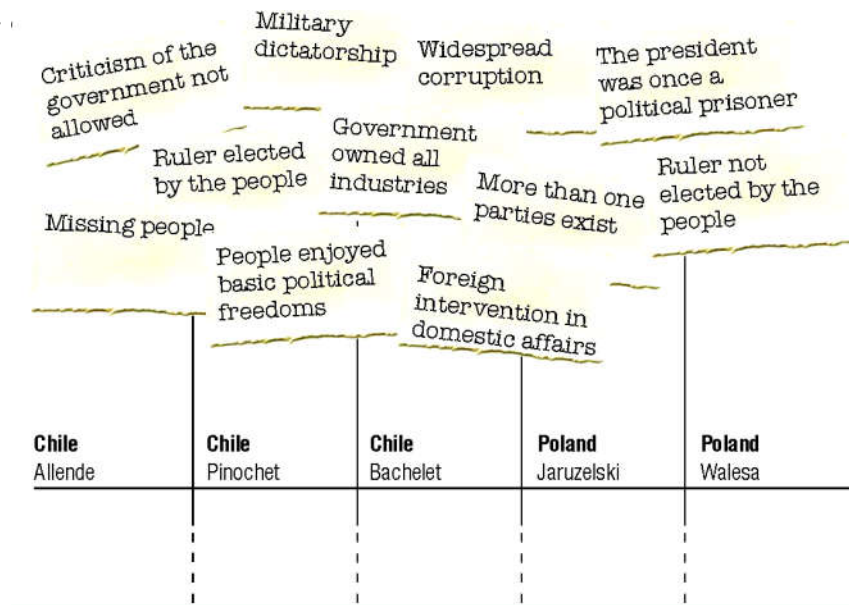 Criticism of the
government not
allowed
Military
dictatorship
Widespread
corruption
The president
was once a
political prisoner
Ruler elected
by the people
Government
owned all
industries
More than one
parties exist
Ruler not
elected by the
people
Missing people
People enjoyed
basic political
freedoms
Foreign
intervention in
domestic affairs
Chile
Allende
Chile
Pinochet
Chile
Bachelet
Poland
Jaruzelski
Poland
Walesa